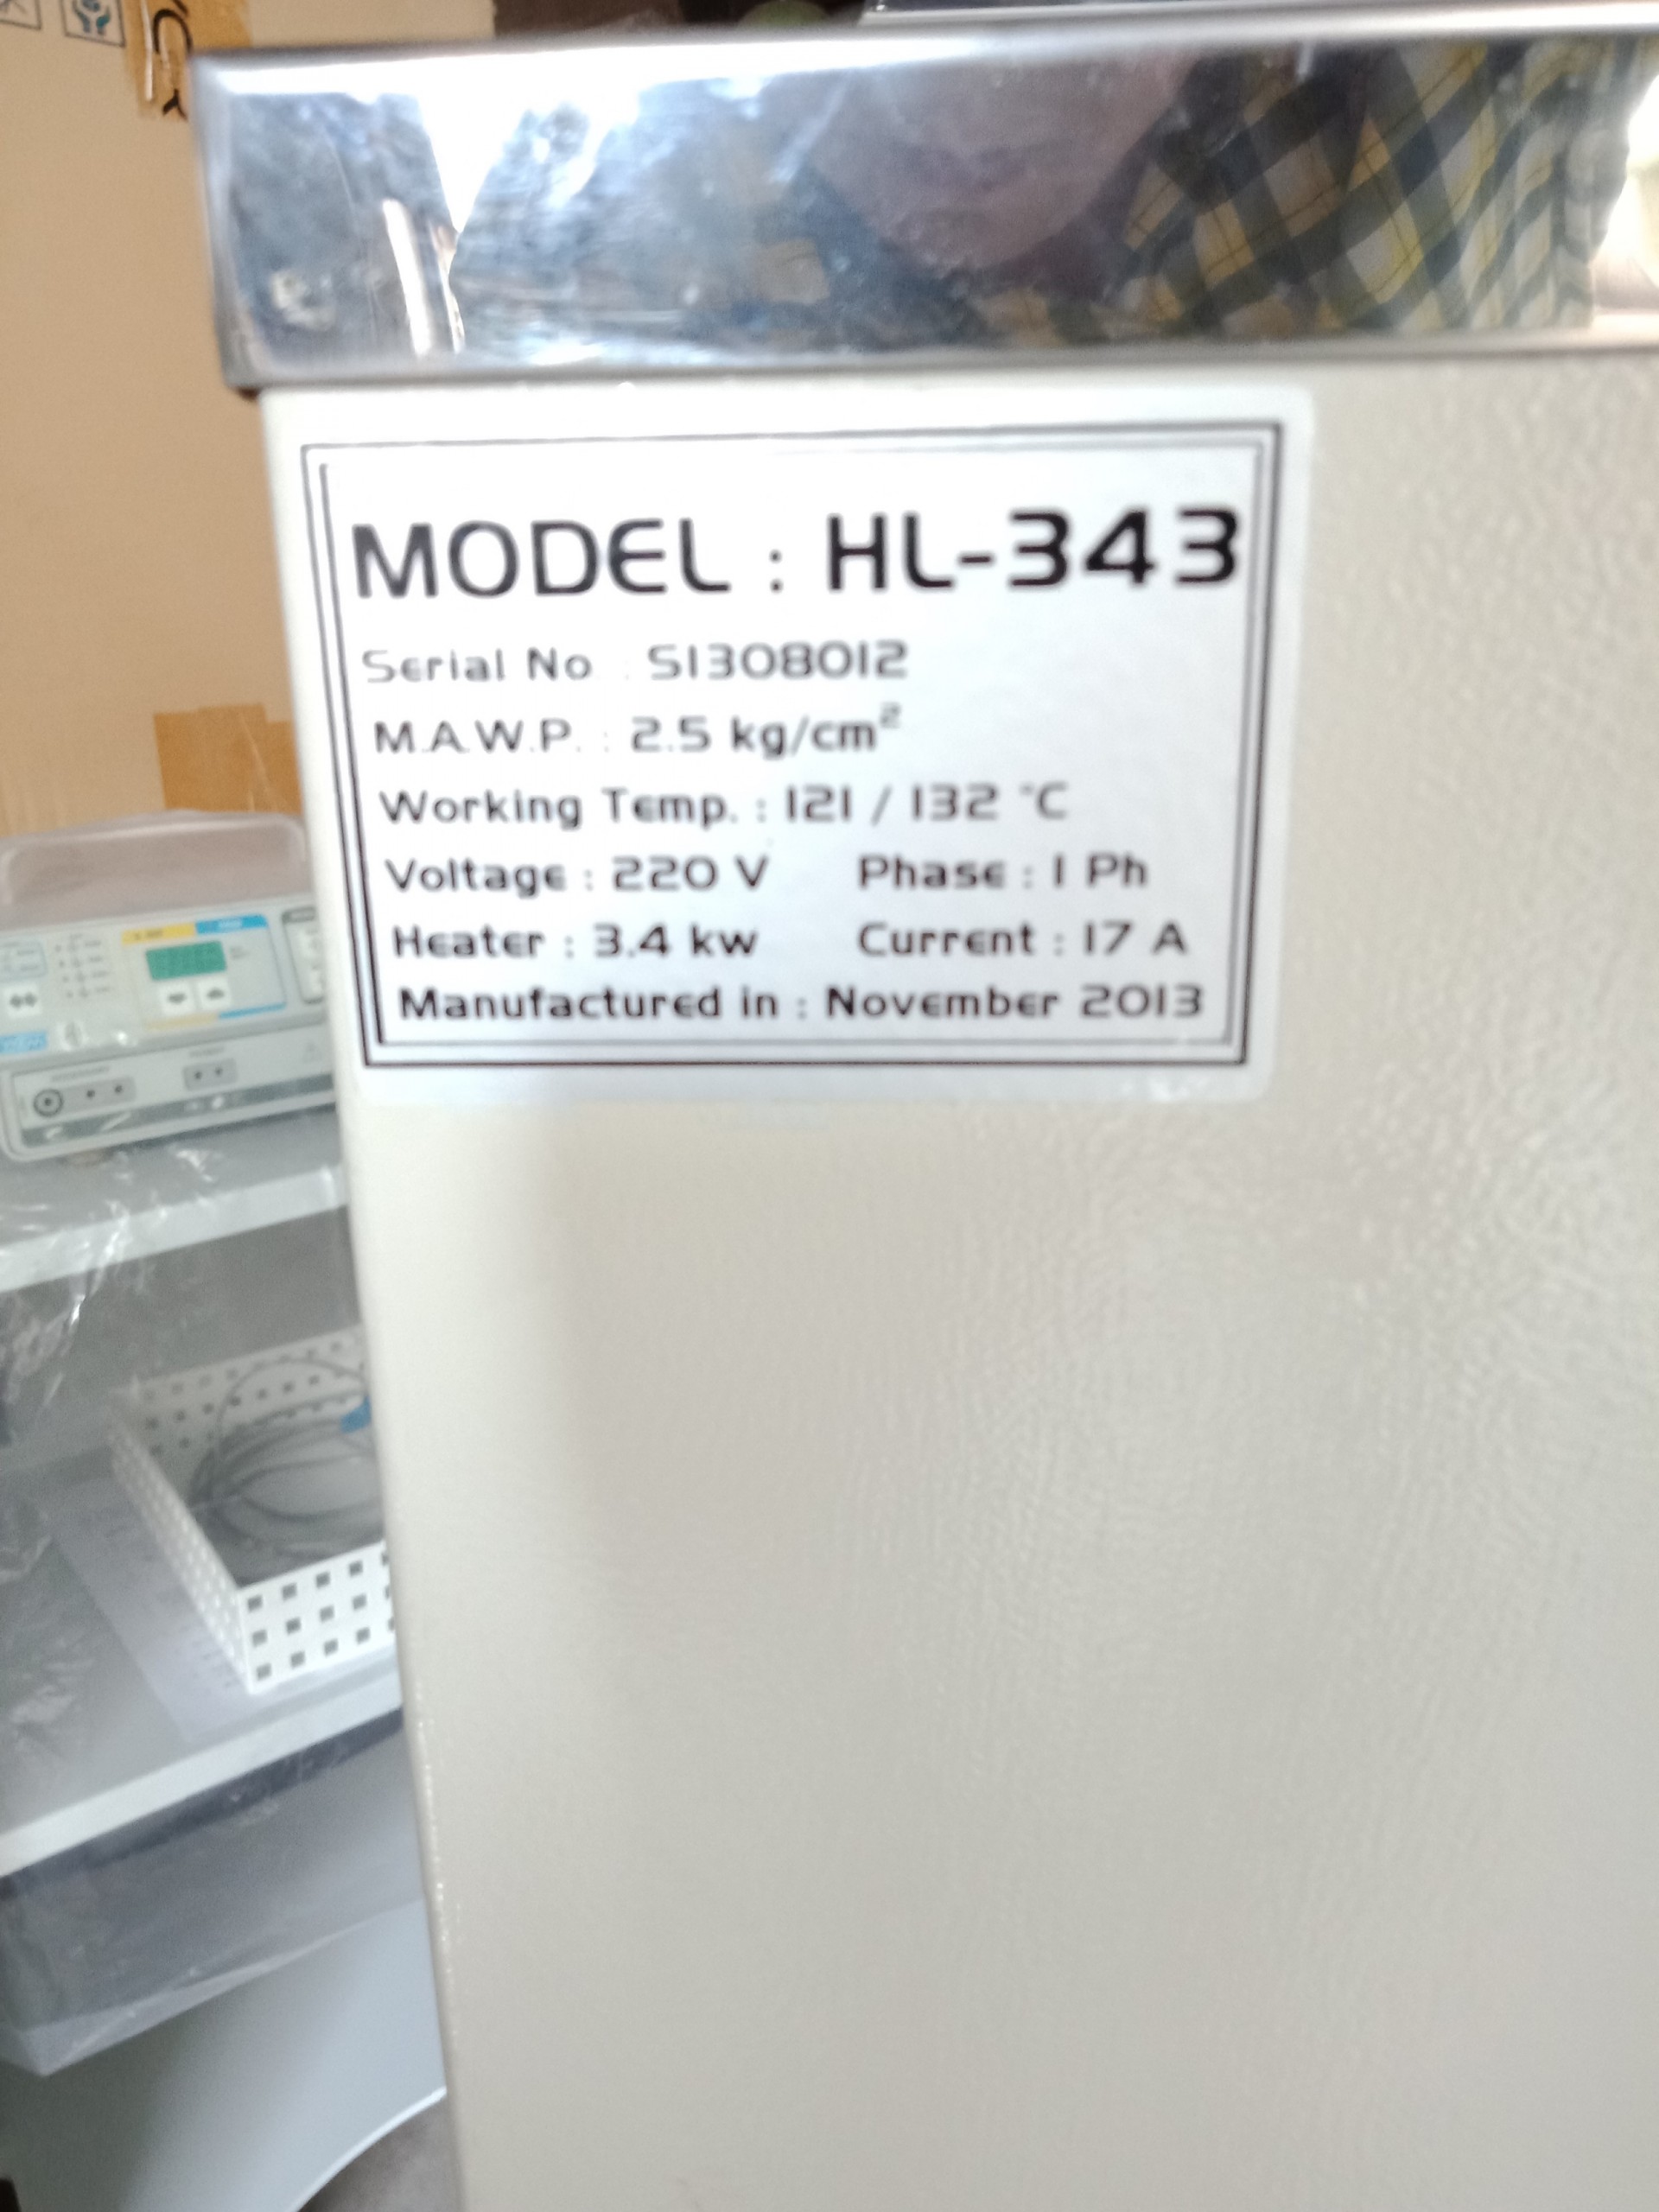 MODEL : HL-343
Serial No : S1308012
M.A.W.P. : 2.5 kg/cm²
Working Temp. : 121 / 132 °C
Voltage : 220 V Phase : 1 Ph
Heater : 3.4 kw Current : 17 A
Manufactured in : November 2013